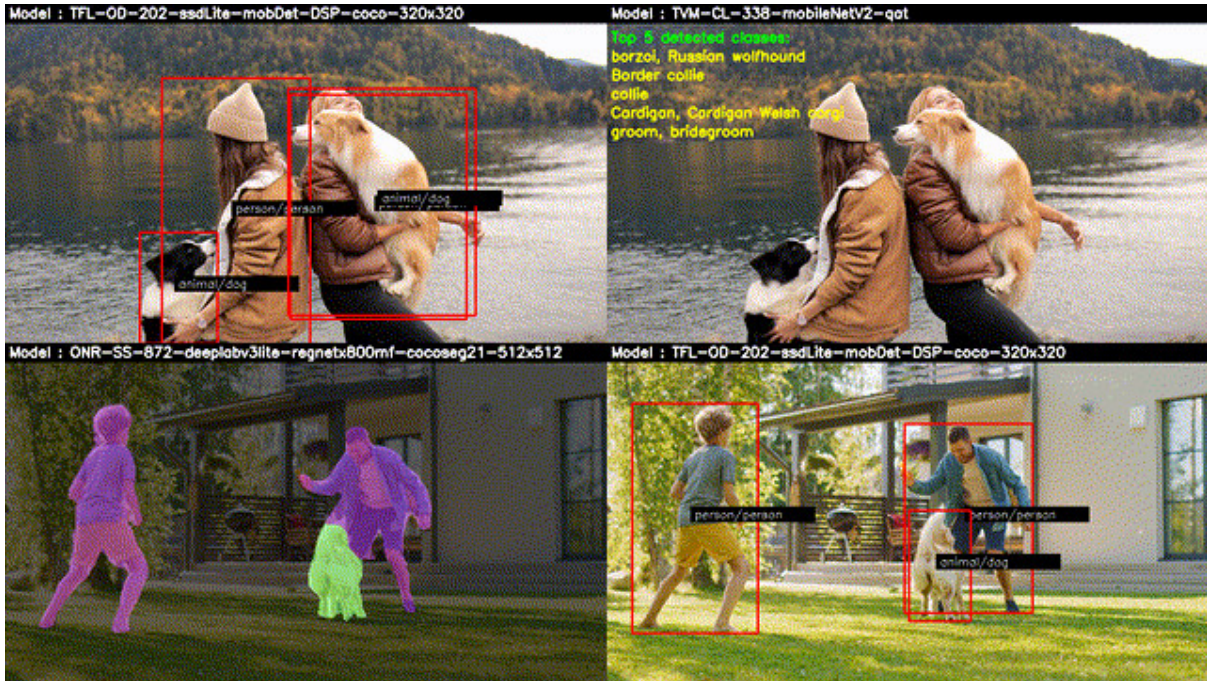 Model : TFL-OD-202-ssdLite-mobDet-DSP-coco-320x320
Model : TVM-CL-338-mobileNetV2-qat
Top 5 detected classes:
borzoi, Russian wolfhound
Border collie
collie
Cardigan, Cardigan Welsh corgi
groom, bridegroom
animal/dog
person/person
animal/dog
Model : ONR-SS-872-deeplabv3lite-regnetx800mf-cocoseg21-512x512
Model : TFL-OD-202-ssdLite-mobDet-DSP-coco-320x320
person/person
person/person
animal/dog